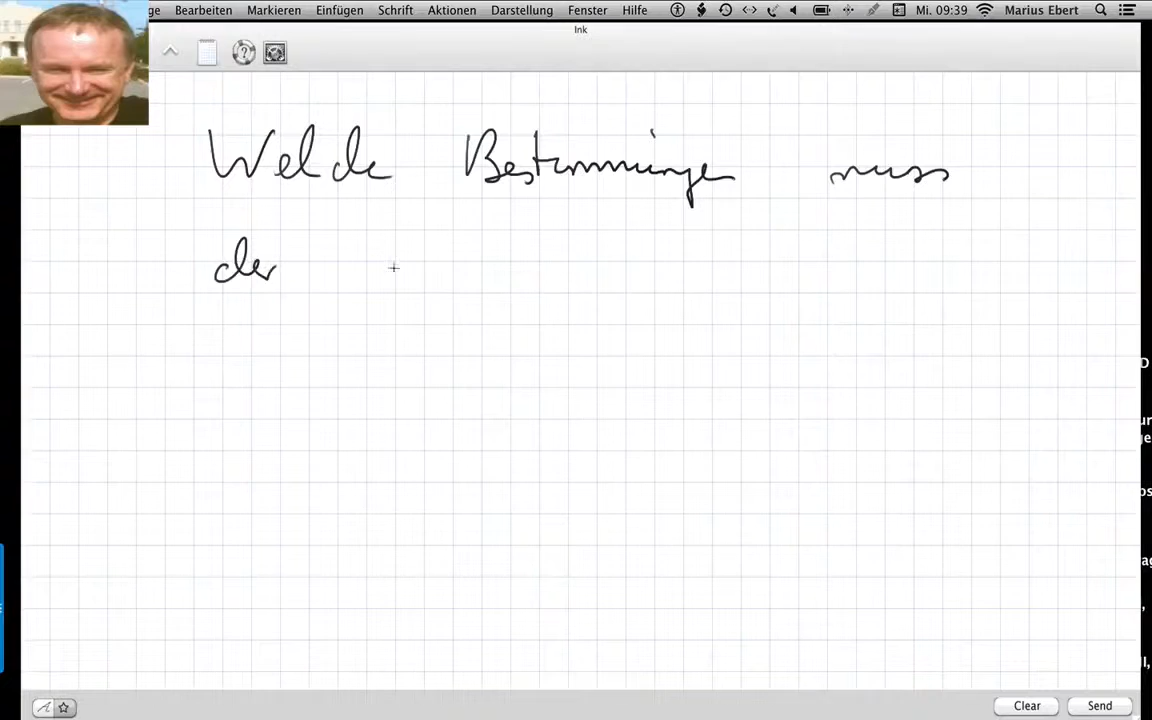 ge Bearbeiten Markieren Einfügen Schrift Aktionen Darstellung Fenster Hilfe Mi. 09:39 Marius Ebert
Ink
Welche Bestimmungen muss
der
Clear Send